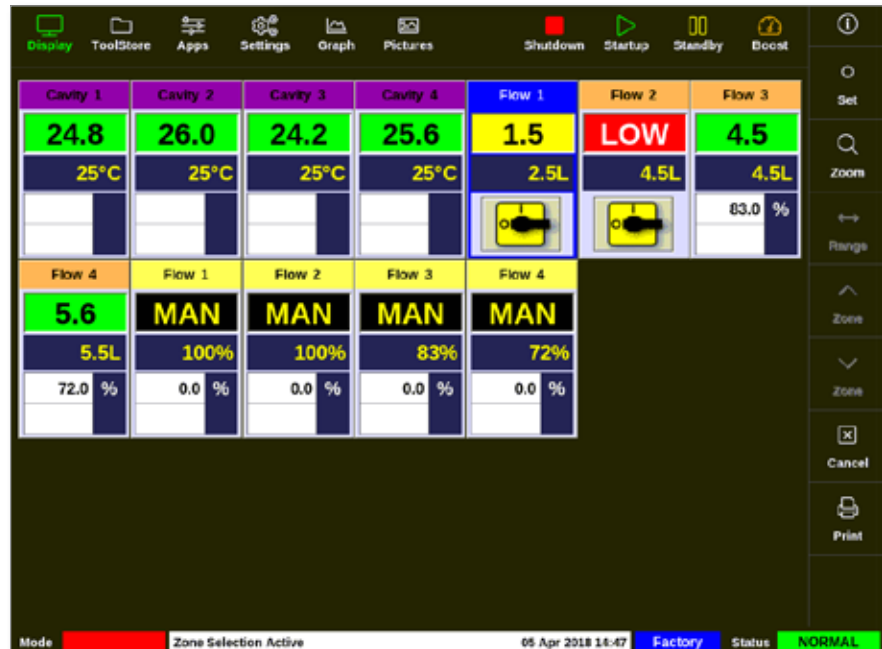 Display ToolStore Apps Settings Graph Pictures Shutdown Startup Standby Boost
Set
Zoom
Range
Zone
Zone
Cancel
Print
Cavity 1 Cavity 2 Cavity 3 Cavity 4 Flow 1 Flow 2 Flow 3
24.8 26.0 24.2 25.6 1.5 LOW 4.5
25°C 25°C 25°C 25°C 2.5L 4.5L 4.5L
83.0 %
Flow 4 Flow 1 Flow 2 Flow 3 Flow 4
5.6 MAN MAN MAN MAN
5.5L 100% 100% 83% 72%
72.0 % 0.0 % 0.0 % 0.0 % 0.0 %
Mode Zone Selection Active 05 Apr 2018 14:47 Factory Status NORMAL